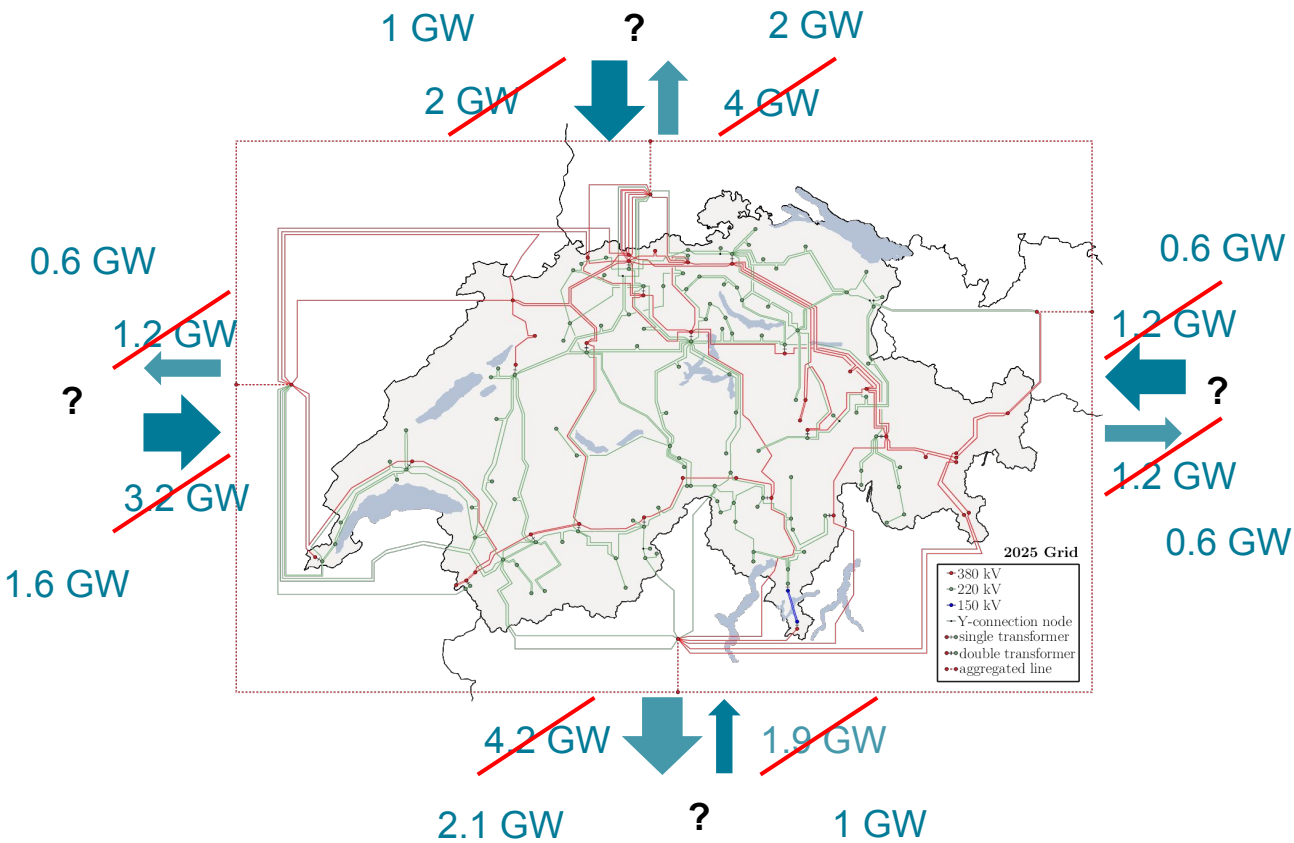 1 GW
?
2 GW
2 GW
4 GW
0.6 GW
1.2 GW
?
3.2 GW
1.6 GW
0.6 GW
1.2 GW
?
1.2 GW
0.6 GW
2025 Grid
380 kV
220 kV
150 kV
Y-connection node
single transformer
double transformer
aggregated line
4.2 GW
1.9 GW
2.1 GW
?
1 GW